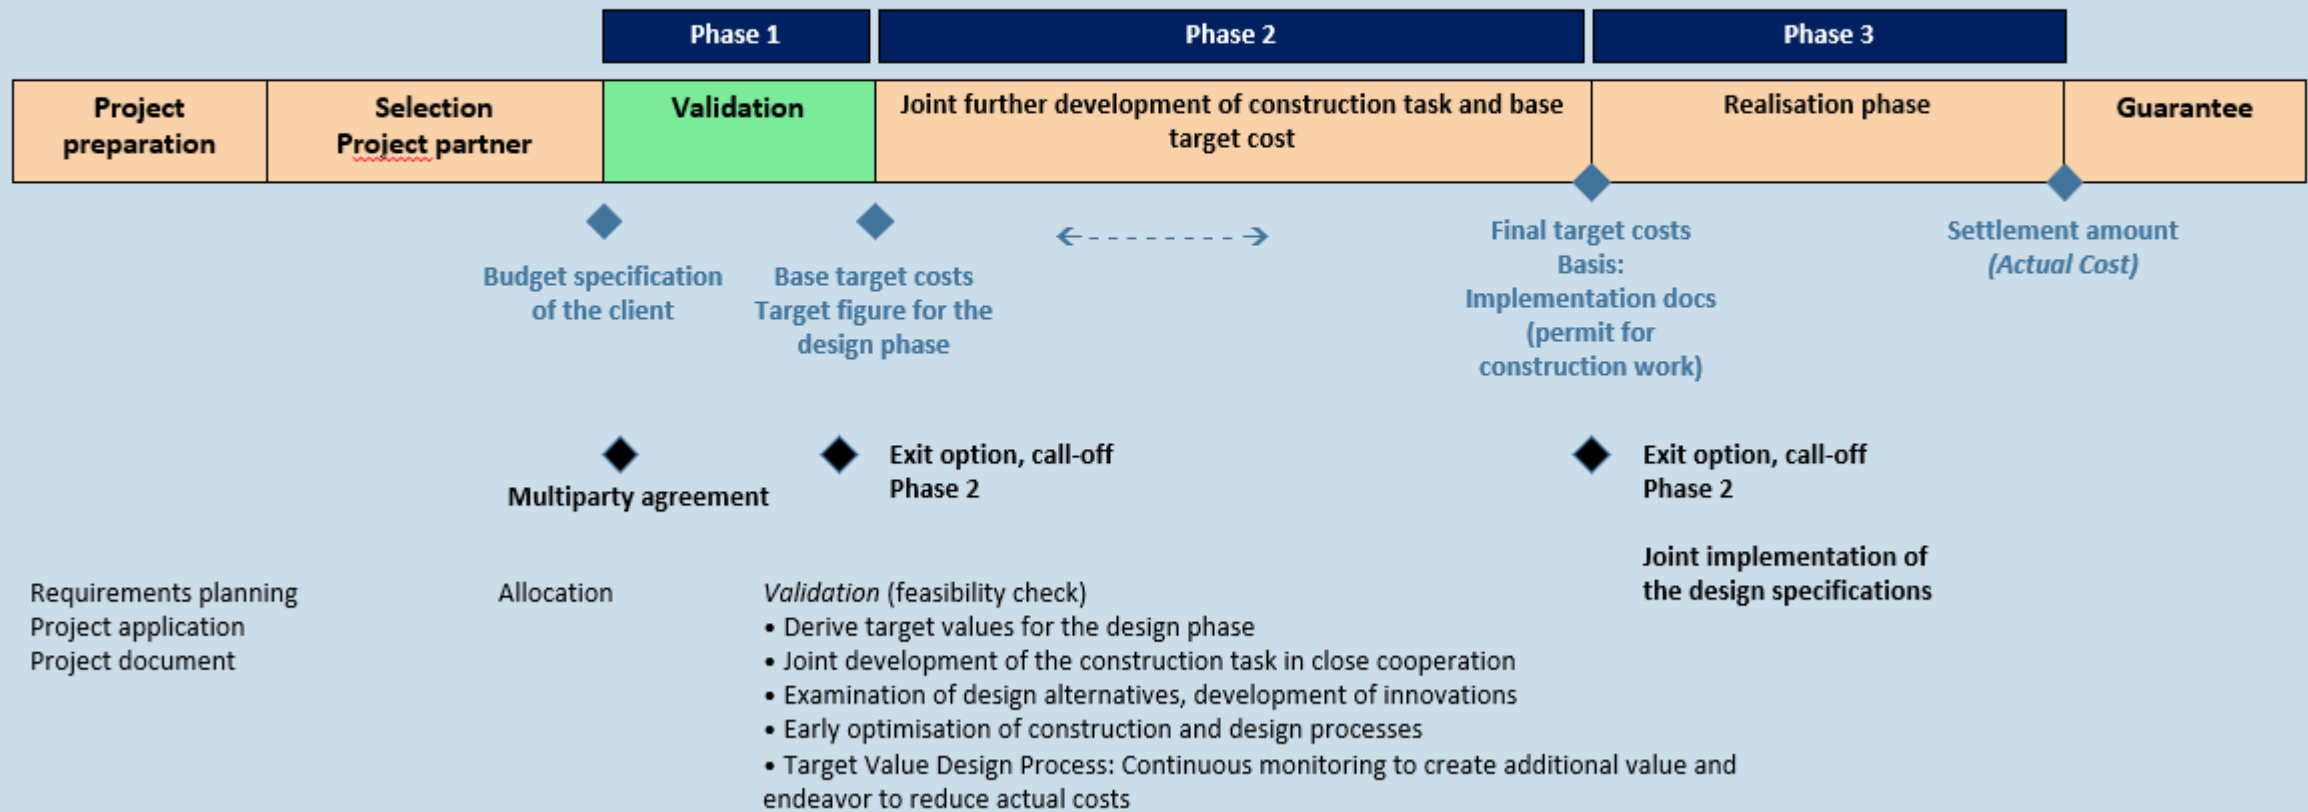 Phase 1
Phase 2
Phase 3
Project
preparation
Selection
Project partner
Validation
Joint further development of construction task and base
target cost
Realisation phase
Guarantee
Budget specification
of the client
Base target costs
Target figure for the
design phase
Final target costs
Basis:
Implementation docs
(permit for
construction work)
Settlement amount
(Actual Cost)
Multiparty agreement
Exit option, call-off
Phase 2
Exit option, call-off
Phase 2
Joint implementation of
the design specifications
Requirements planning
Project application
Project document
Allocation
Validation (feasibility check)
• Derive target values for the design phase
• Joint development of the construction task in close cooperation
• Examination of design alternatives, development of innovations
• Early optimisation of construction and design processes
• Target Value Design Process: Continuous monitoring to create additional value and
endeavor to reduce actual costs